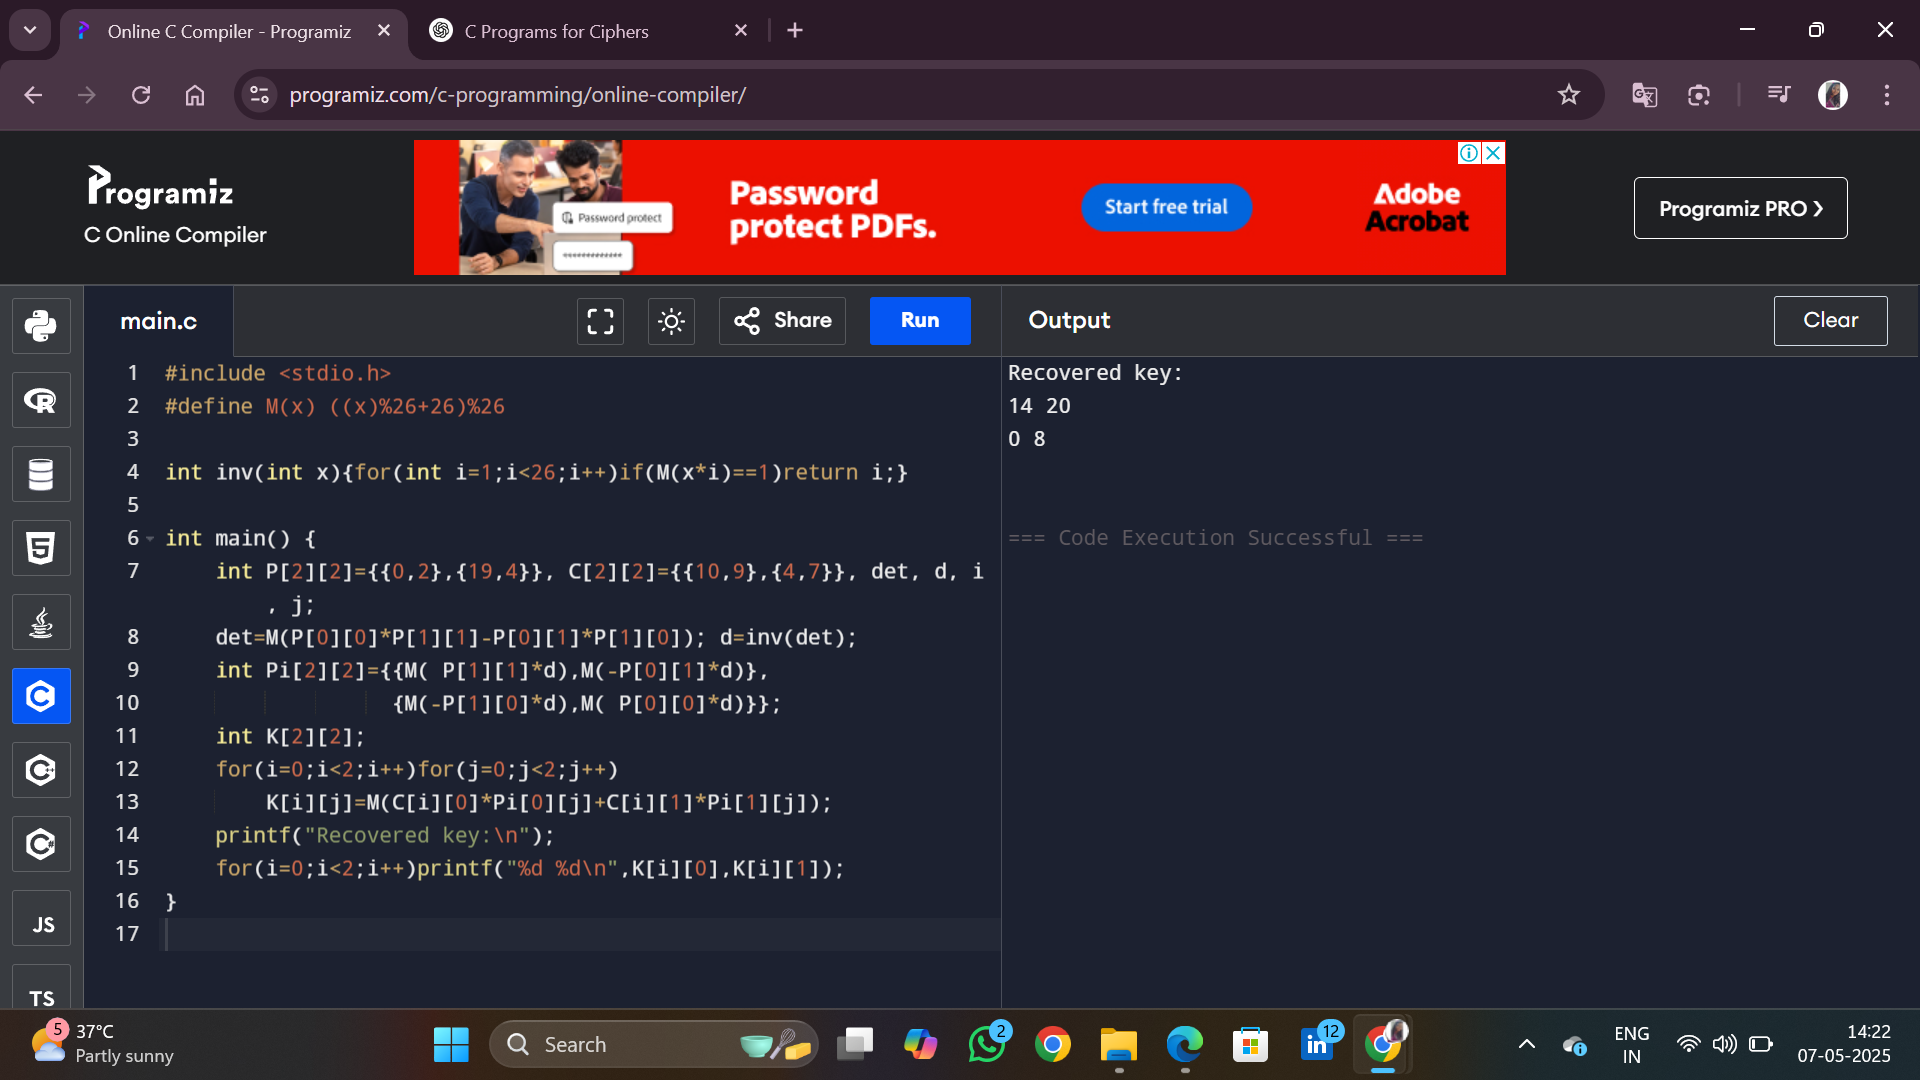 Online C Compiler - Programiz
C Programs for Ciphers
programiz.com/c-programming/online-compiler/
Programiz
C Online Compiler
Password protect
*************
Password
protect PDFs.
Start free trial
Adobe
Acrobat
Programiz PRO ❯
main.c
Share
Run
Output
Clear
1 #include <stdio.h>
2 #define M(x) ((x)%26+26)%26
3
4 int inv(int x){for(int i=1;i<26;i++)if(M(x*i)==1)return i;}
5
6 int main() {
7     int P[2][2]={{0,2},{19,4}}, C[2][2]={{10,9},{4,7}}, det, d, i
        , j;
8     det=M(P[0][0]*P[1][1]-P[0][1]*P[1][0]); d=inv(det);
9     int Pi[2][2]={{M( P[1][1]*d),M(-P[0][1]*d)},
10                  {M(-P[1][0]*d),M( P[0][0]*d)}};
11    int K[2][2];
12    for(i=0;i<2;i++)for(j=0;j<2;j++)
13        K[i][j]=M(C[i][0]*Pi[0][j]+C[i][1]*Pi[1][j]);
14    printf("Recovered key:\n");
15    for(i=0;i<2;i++)printf("%d %d\n",K[i][0],K[i][1]);
16 }
17
Recovered key:
14 20
0 8
=== Code Execution Successful ===
R
5
C
C
C#
JS
TS
5
37°C
Partly sunny
Search
2
12
in
ENG
IN
14:22
07-05-2025